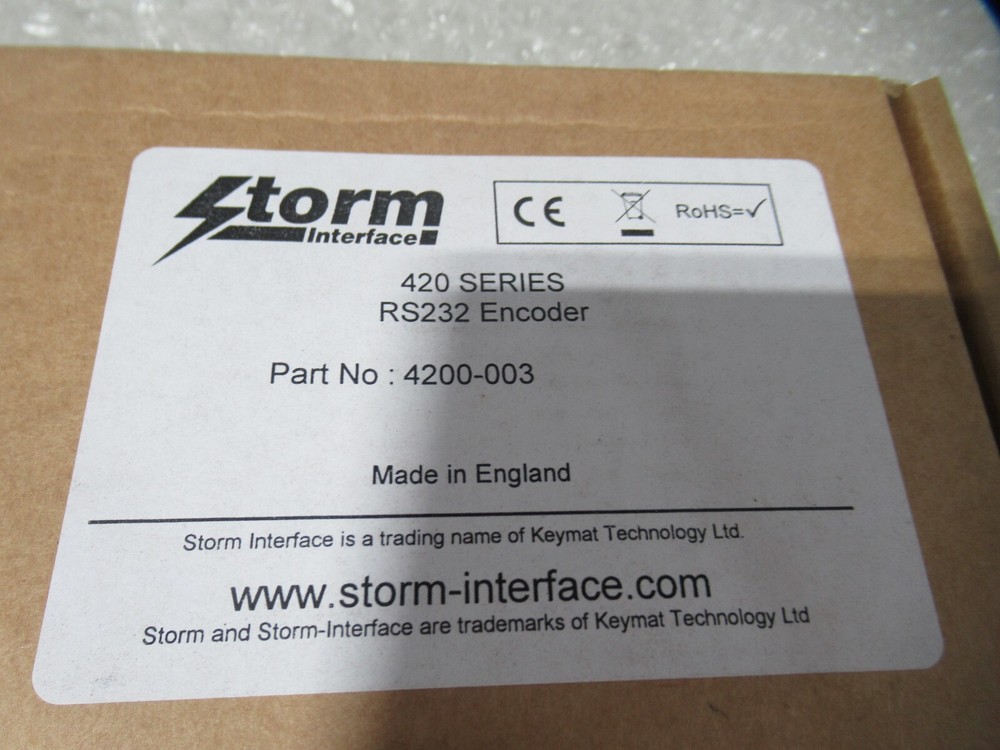 Storm
Interface
CE
RoHS=✓
420 SERIES
RS232 Encoder
Part No : 4200-003
Made in England
Storm Interface is a trading name of Keymat Technology Ltd.
www.storm-interface.com
Storm and Storm-Interface are trademarks of Keymat Technology Ltd